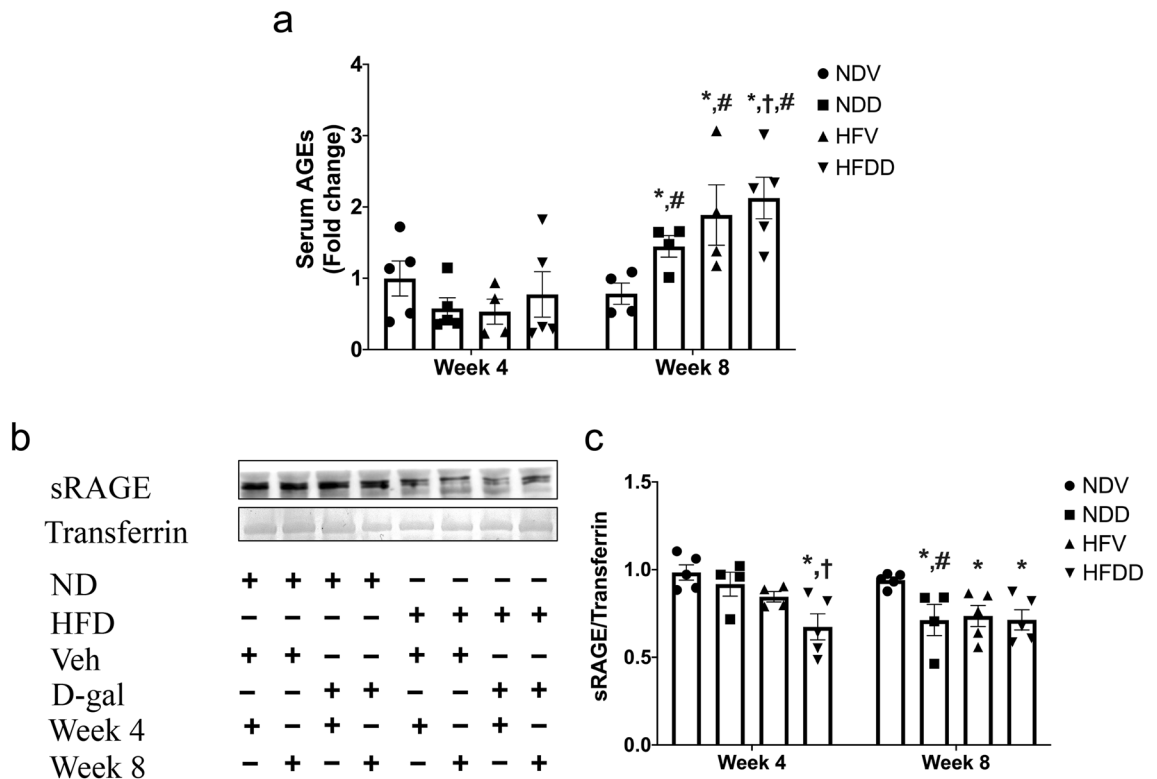 a
Serum AGEs
(Fold change)
4
3
2
1
0
*,#
*,#
*,†,#
Week 4
Week 8
● NDV
■ NDD
▲ HFV
▼ HFDD
b
sRAGE
Transferrin
ND + + + + − − − −
HFD − − − − + + + +
Veh + + − − + + − −
D-gal − − + + − − + +
Week 4 + − + − + − + −
Week 8 − + − + − + − +
c
sRAGE/Transferrin
1.5
1.0
0.5
0.0
*,†
*,#
*
*
Week 4
Week 8
● NDV
■ NDD
▲ HFV
▼ HFDD